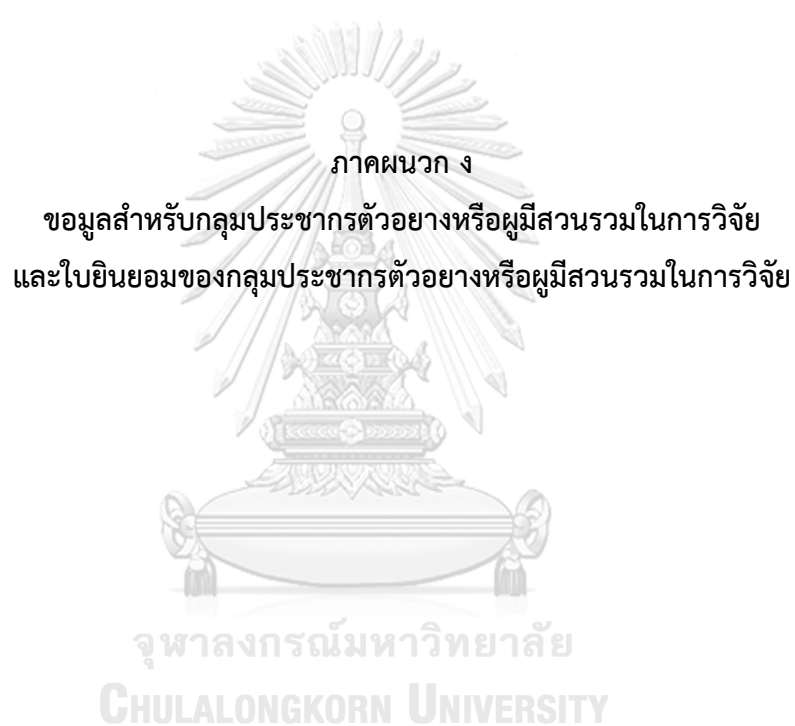 ภาคผนวก ง
ขอมูลสำหรับกลุมประชากรตัวอยางหรือผูมีสวนรวมในการวิจัย
และใบยินยอมของกลุมประชากรตัวอยางหรือผูมีสวนรวมในการวิจัย
จุฬาลงกรณ์มหาวิทยาลัย
CHULALONGKORN UNIVERSITY